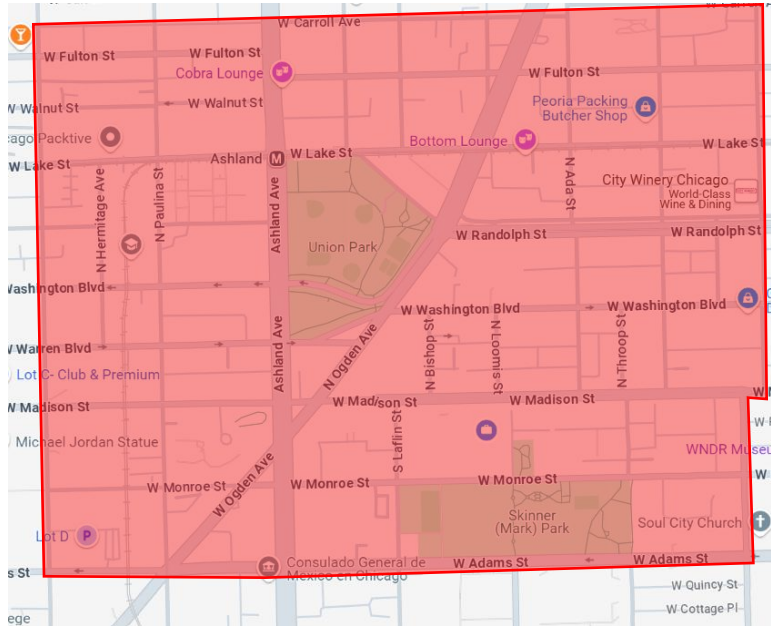 W Carroll Ave
W Fulton St
W Fulton St
Cobra Lounge
W Fulton St
W Walnut St
W Walnut St
Peoria Packing
Butcher Shop
cago Packtive
Bottom Lounge
W Lake St
Ashland
M
W Lake St
W Lake St
N Hermitage Ave
N Paulina St
Ashland Ave
N Ada St
City Winery Chicago
World-Class
Wine & Dining
Union Park
W Randolph St
W Randolph St
Washington Blvd
W Washington Blvd
W Washington Blvd
Ashland Ave
N Ogden Ave
N Bishop St
N Loomis St
N Throop St
W Warren Blvd
Lot C- Club & Premium
W Madison St
W Madison St
W Madison St
Michael Jordan Statue
S Laflin St
WNDR Museu
W
W Monroe St
W Ogden Ave
W Monroe St
W Monroe St
Lot D
P
Skinner
(Mark) Park
Soul City Church
Consulado General de
México en Chicago
W Adams St
W Adams St
s St
W Quincy St
W Cottage Pl
ege